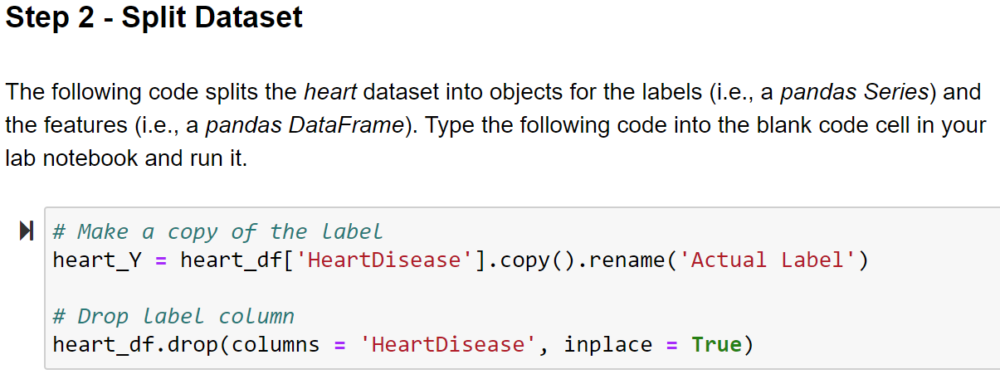 Step 2 - Split Dataset
The following code splits the heart dataset into objects for the labels (i.e., a pandas Series) and
the features (i.e., a pandas DataFrame). Type the following code into the blank code cell in your
lab notebook and run it.
# Make a copy of the label
heart_Y = heart_df['HeartDisease'].copy().rename('Actual Label')
# Drop label column
heart_df.drop(columns = 'HeartDisease', inplace = True)